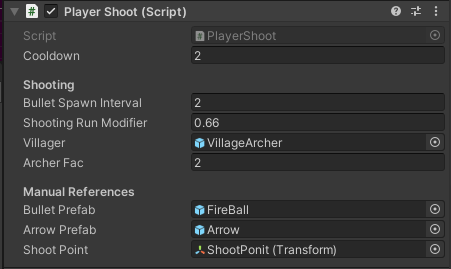 Player Shoot (Script)
Script PlayerShoot
Cooldown 2
Shooting
Bullet Spawn Interval 2
Shooting Run Modifier 0.66
Villager VillageArcher
Archer Fac 2
Manual References
Bullet Prefab FireBall
Arrow Prefab Arrow
Shoot Point ShootPonit (Transform)